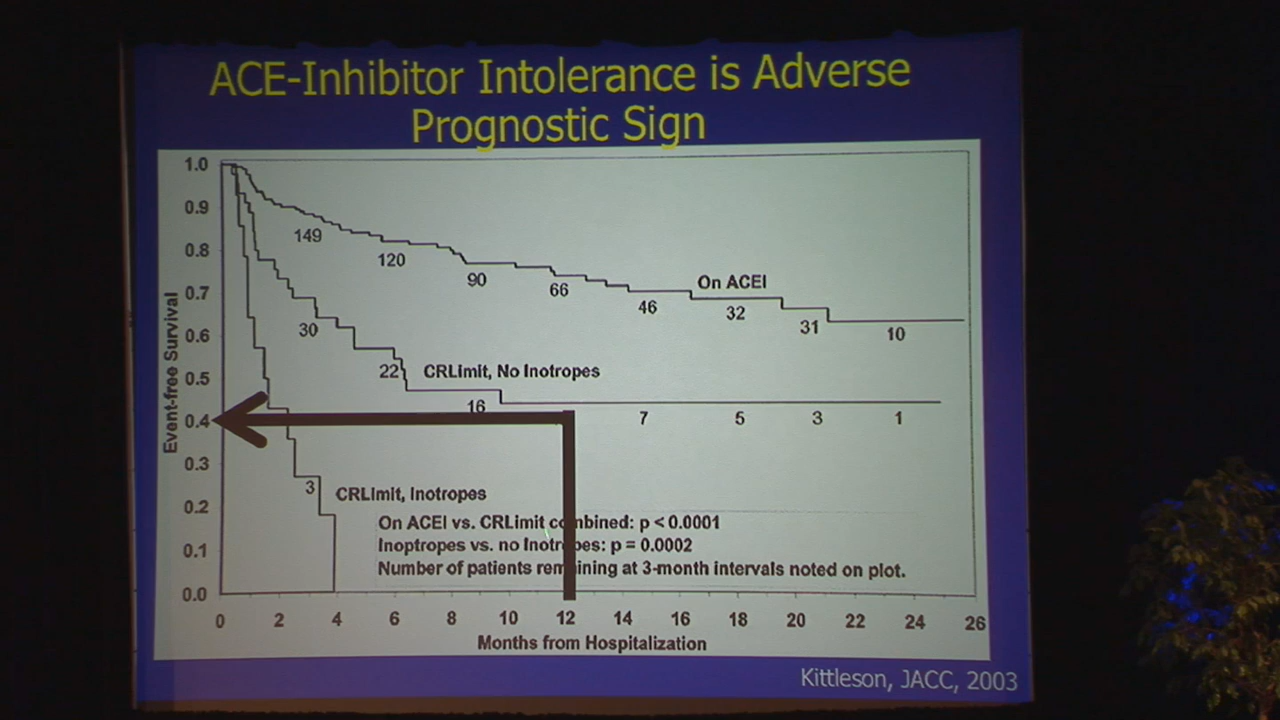 ACE-Inhibitor Intolerance is Adverse
Prognostic Sign
Event-free Survival
1.0
0.9
0.8
0.7
0.6
0.5
0.4
0.3
0.2
0.1
0.0
149
120
90
66
46
32
31
10
On ACEI
30
22
16
7
5
3
1
CRLimit, No Inotropes
3
CRLimit, Inotropes
On ACEI vs. CRLimit combined: p < 0.0001
Inoptropes vs. no Inotropes: p = 0.0002
Number of patients remaining at 3-month intervals noted on plot.
0 2 4 6 8 10 12 14 16 18 20 22 24 26
Months from Hospitalization
Kittleson, JACC, 2003